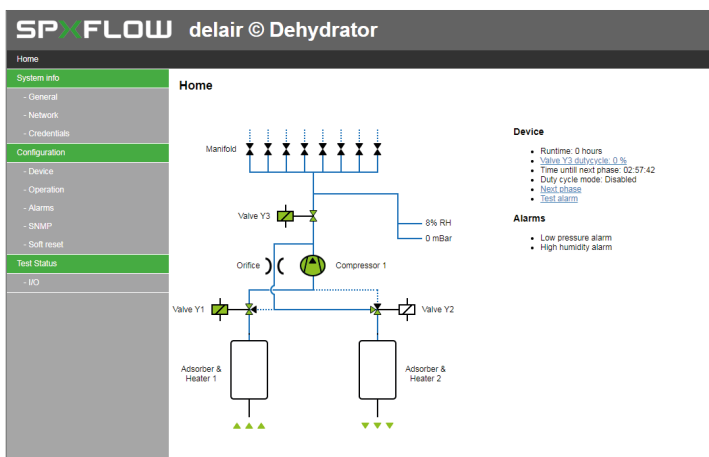 SPXFLOW delair © Dehydrator
Home
System info
- General
- Network
- Credentials
Configuration
- Device
- Operation
- Alarms
- SNMP
- Soft reset
Test Status
- I/O
Home
Manifold
Valve Y3
8% RH
0 mBar
Orifice
Compressor 1
Valve Y1
Valve Y2
Adsorber &
Heater 1
Adsorber &
Heater 2
Device
Runtime: 0 hours
Valve Y3 dutycycle: 0 %
Time untill next phase: 02:57:42
Duty cycle mode: Disabled
Next phase
Test alarm
Alarms
Low pressure alarm
High humidity alarm